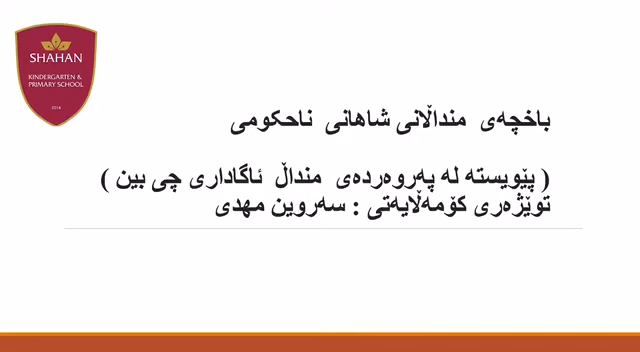 SHAHAN
KINDERGARTEN &
PRIMARY SCHOOL
2014
باخچەی منداڵانی شاهانی ناحکومی
( پێویستە لە پەروەردەی منداڵ ئاگاداری چی بین )
توێژەری کۆمەڵایەتی : سەروین مهدی